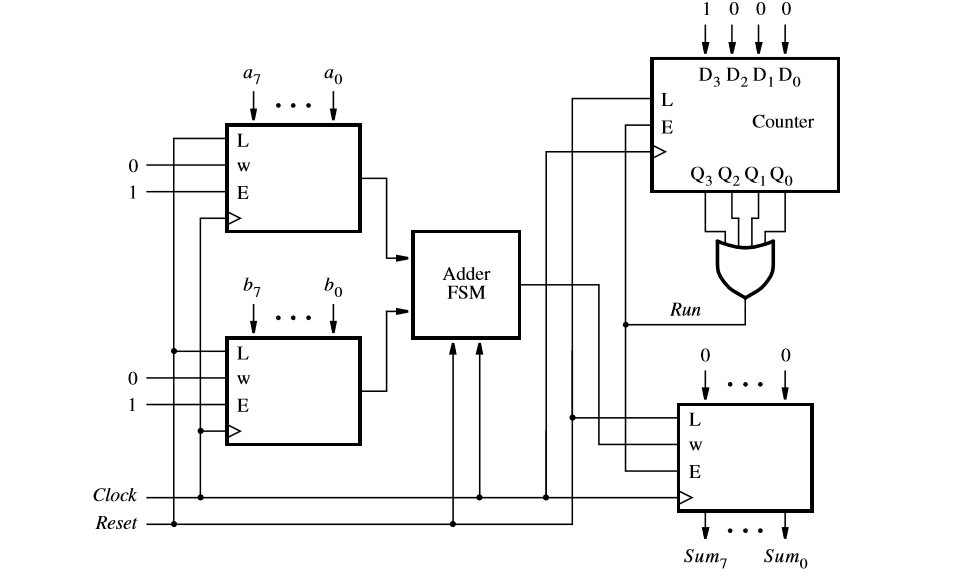 1 0 0 0
D₃ D₂ D₁ D₀
L
E
Counter
Q₃ Q₂ Q₁ Q₀
a₇ • • • a₀
L
0 w
1 E
Adder
FSM
b₇ • • • b₀
L
0 w
1 E
Run
0 • • • 0
L
w
E
Clock
Reset
• • •
Sum₇ Sum₀